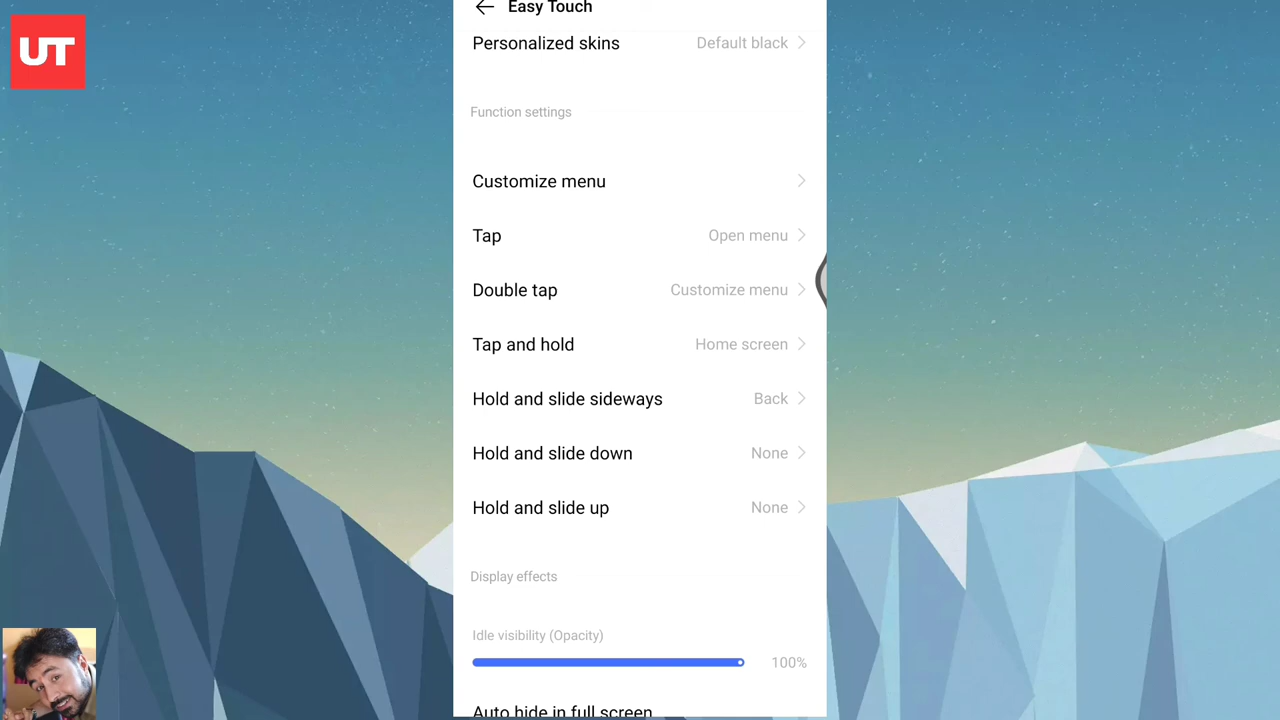 UT
Easy Touch
Personalized skins Default black
Function settings
Customize menu
Tap Open menu
Double tap Customize menu
Tap and hold Home screen
Hold and slide sideways Back
Hold and slide down None
Hold and slide up None
Display effects
Idle visibility (Opacity)
100%
Auto hide in full screen